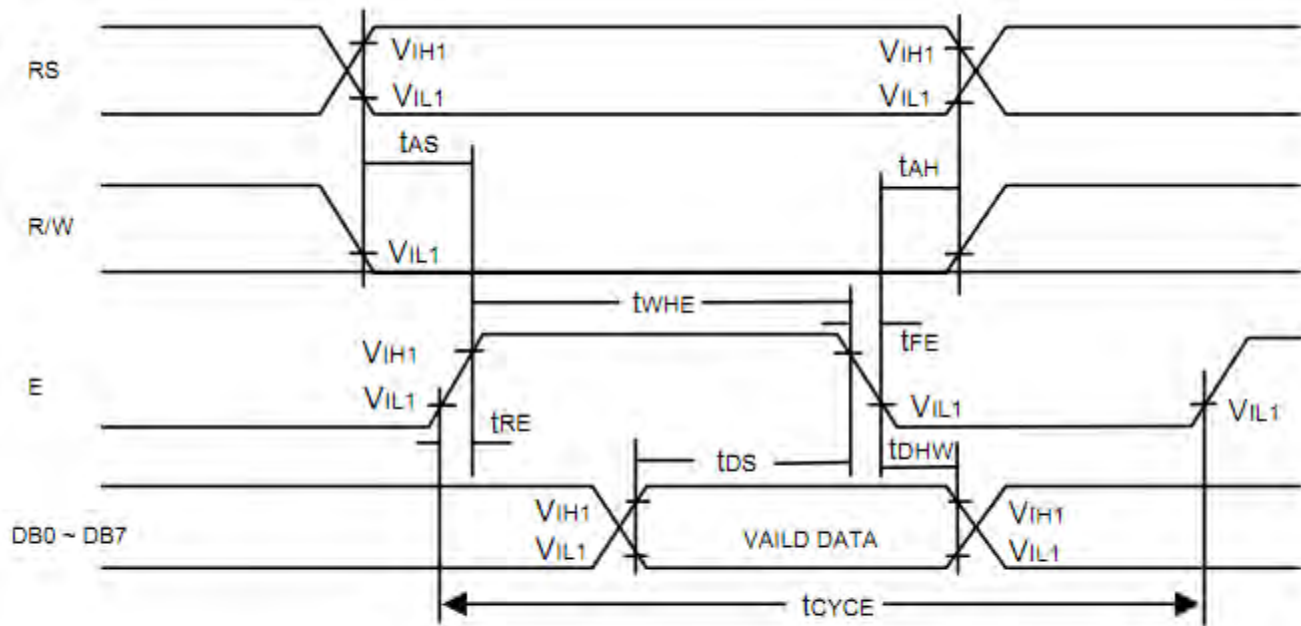 RS
VIH1
VIL1
VIH1
VIL1
tAS
tAH
R/W
VIL1
tWHE
tFE
E
VIH1
VIL1
VIL1
VIL1
tRE
tDS
tDHW
DB0 ~ DB7
VIH1
VIL1
VAILD DATA
VIH1
VIL1
tCYCE